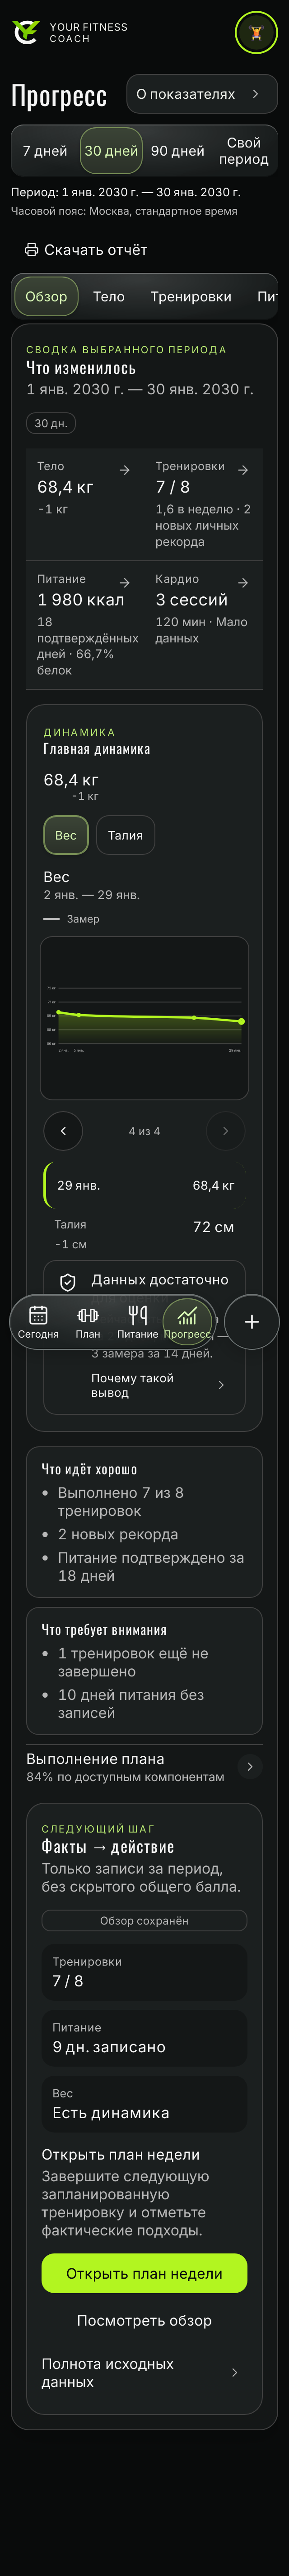 YOUR FITNESS
COACH
Прогресс
О показателях
7 дней
30 дней
90 дней
Свой
период
Период: 1 янв. 2030 г. — 30 янв. 2030 г.
Часовой пояс: Москва, стандартное время
Скачать отчёт
Обзор
Тело
Тренировки
Пит
СВОДКА ВЫБРАННОГО ПЕРИОДА
Что изменилось
1 янв. 2030 г. — 30 янв. 2030 г.
30 дн.
Тело
68,4 кг
-1 кг
Тренировки
7 / 8
1,6 в неделю · 2
новых личных
рекорда
Питание
1 980 ккал
18
подтверждённых
дней · 66,7%
белок
Кардио
3 сессий
120 мин · Мало
данных
ДИНАМИКА
Главная динамика
68,4 кг
-1 кг
Вес
Талия
Вес
2 янв. — 29 янв.
Замер
4 из 4
29 янв.
68,4 кг
Талия
72 см
-1 см
Данных достаточно
Сегодня
План
Питание
Прогресс
3 замера за 14 дней.
Почему такой
вывод
Что идёт хорошо
• Выполнено 7 из 8
тренировок
• 2 новых рекорда
• Питание подтверждено за
18 дней
Что требует внимания
• 1 тренировок ещё не
завершено
• 10 дней питания без
записей
Выполнение плана
84% по доступным компонентам
СЛЕДУЮЩИЙ ШАГ
Факты → действие
Только записи за период,
без скрытого общего балла.
Обзор сохранён
Тренировки
7 / 8
Питание
9 дн. записано
Вес
Есть динамика
Открыть план недели
Завершите следующую
запланированную
тренировку и отметьте
фактические подходы.
Открыть план недели
Посмотреть обзор
Полнота исходных
данных